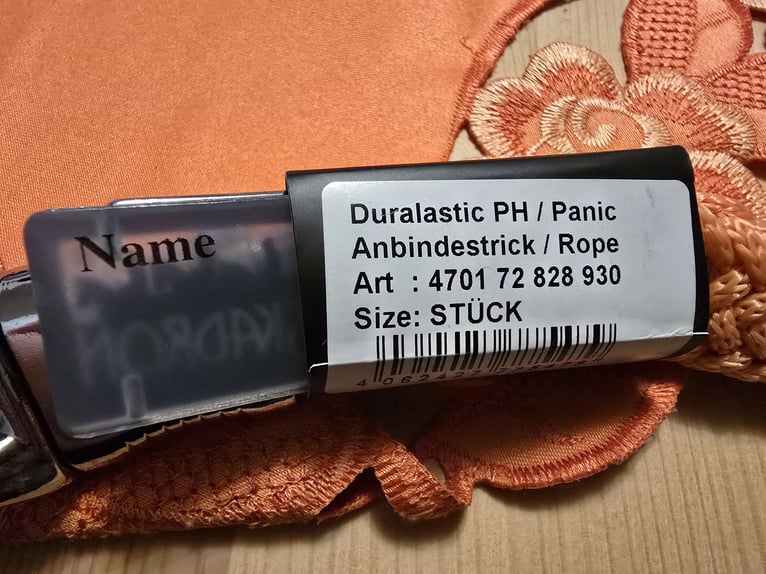 Name
Duralastic PH / Panic
Anbindestrick / Rope
Art : 4701 72 828 930
Size: STÜCK